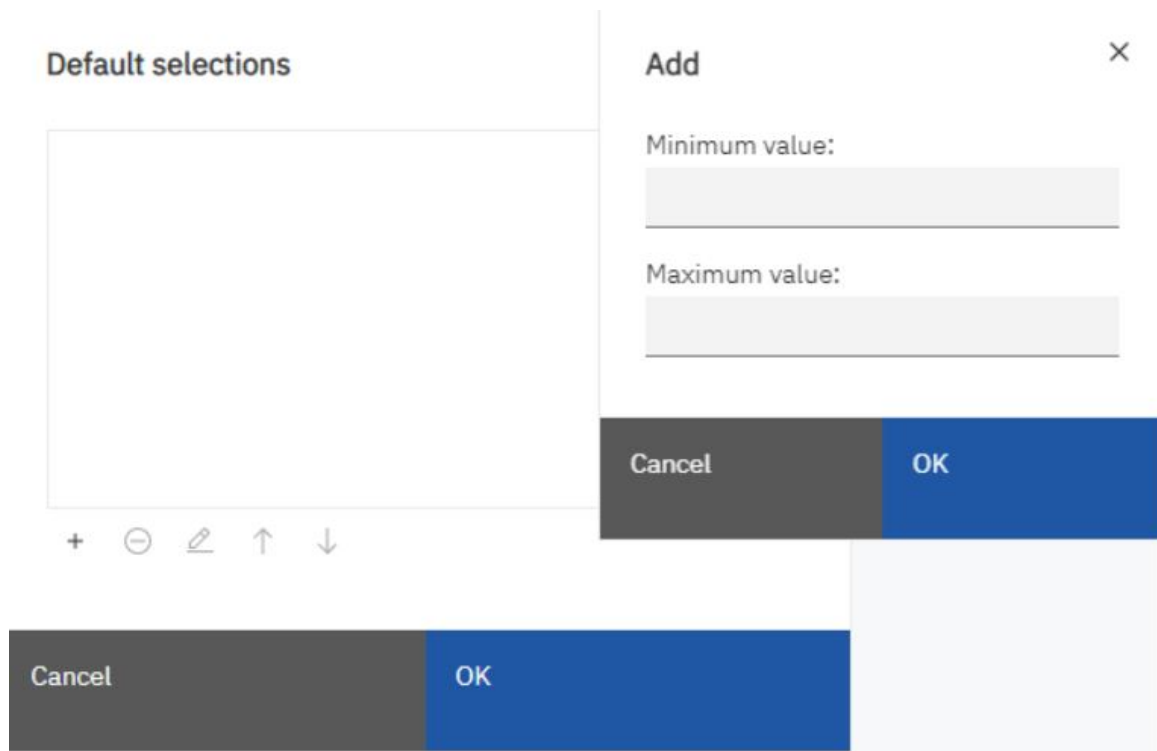 Default selections
Add
Minimum value:
Maximum value:
Cancel
OK
Cancel
OK